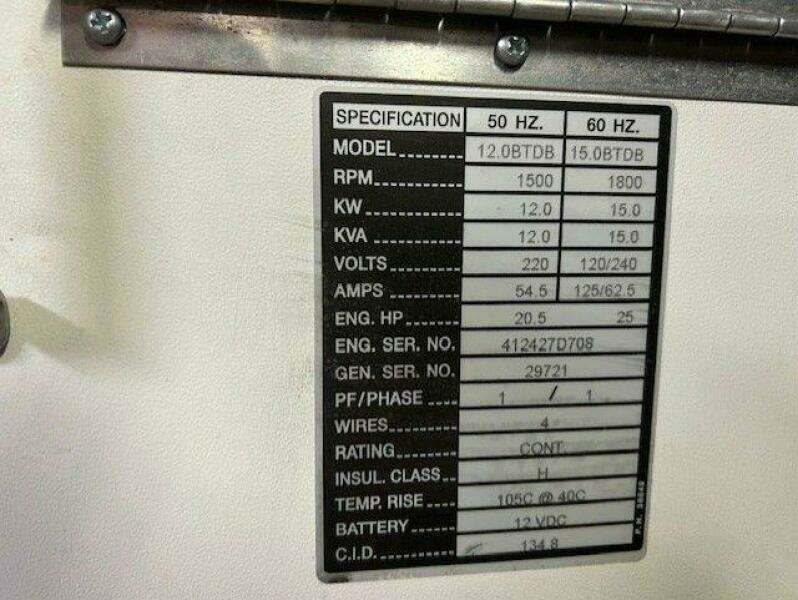 SPECIFICATION 50 HZ. 60 HZ.
MODEL 12.0BTDB 15.0BTDB
RPM 1500 1800
KW 12.0 15.0
KVA 12.0 15.0
VOLTS 220 120/240
AMPS 54.5 125/62.5
ENG. HP 20.5 25
ENG. SER. NO. 412427D708
GEN. SER. NO. 29721
PF/PHASE 1 / 1
WIRES 4
RATING CONT.
INSUL. CLASS H
TEMP. RISE 105C @ 40C
BATTERY 12 VDC
C.I.D. 134.8